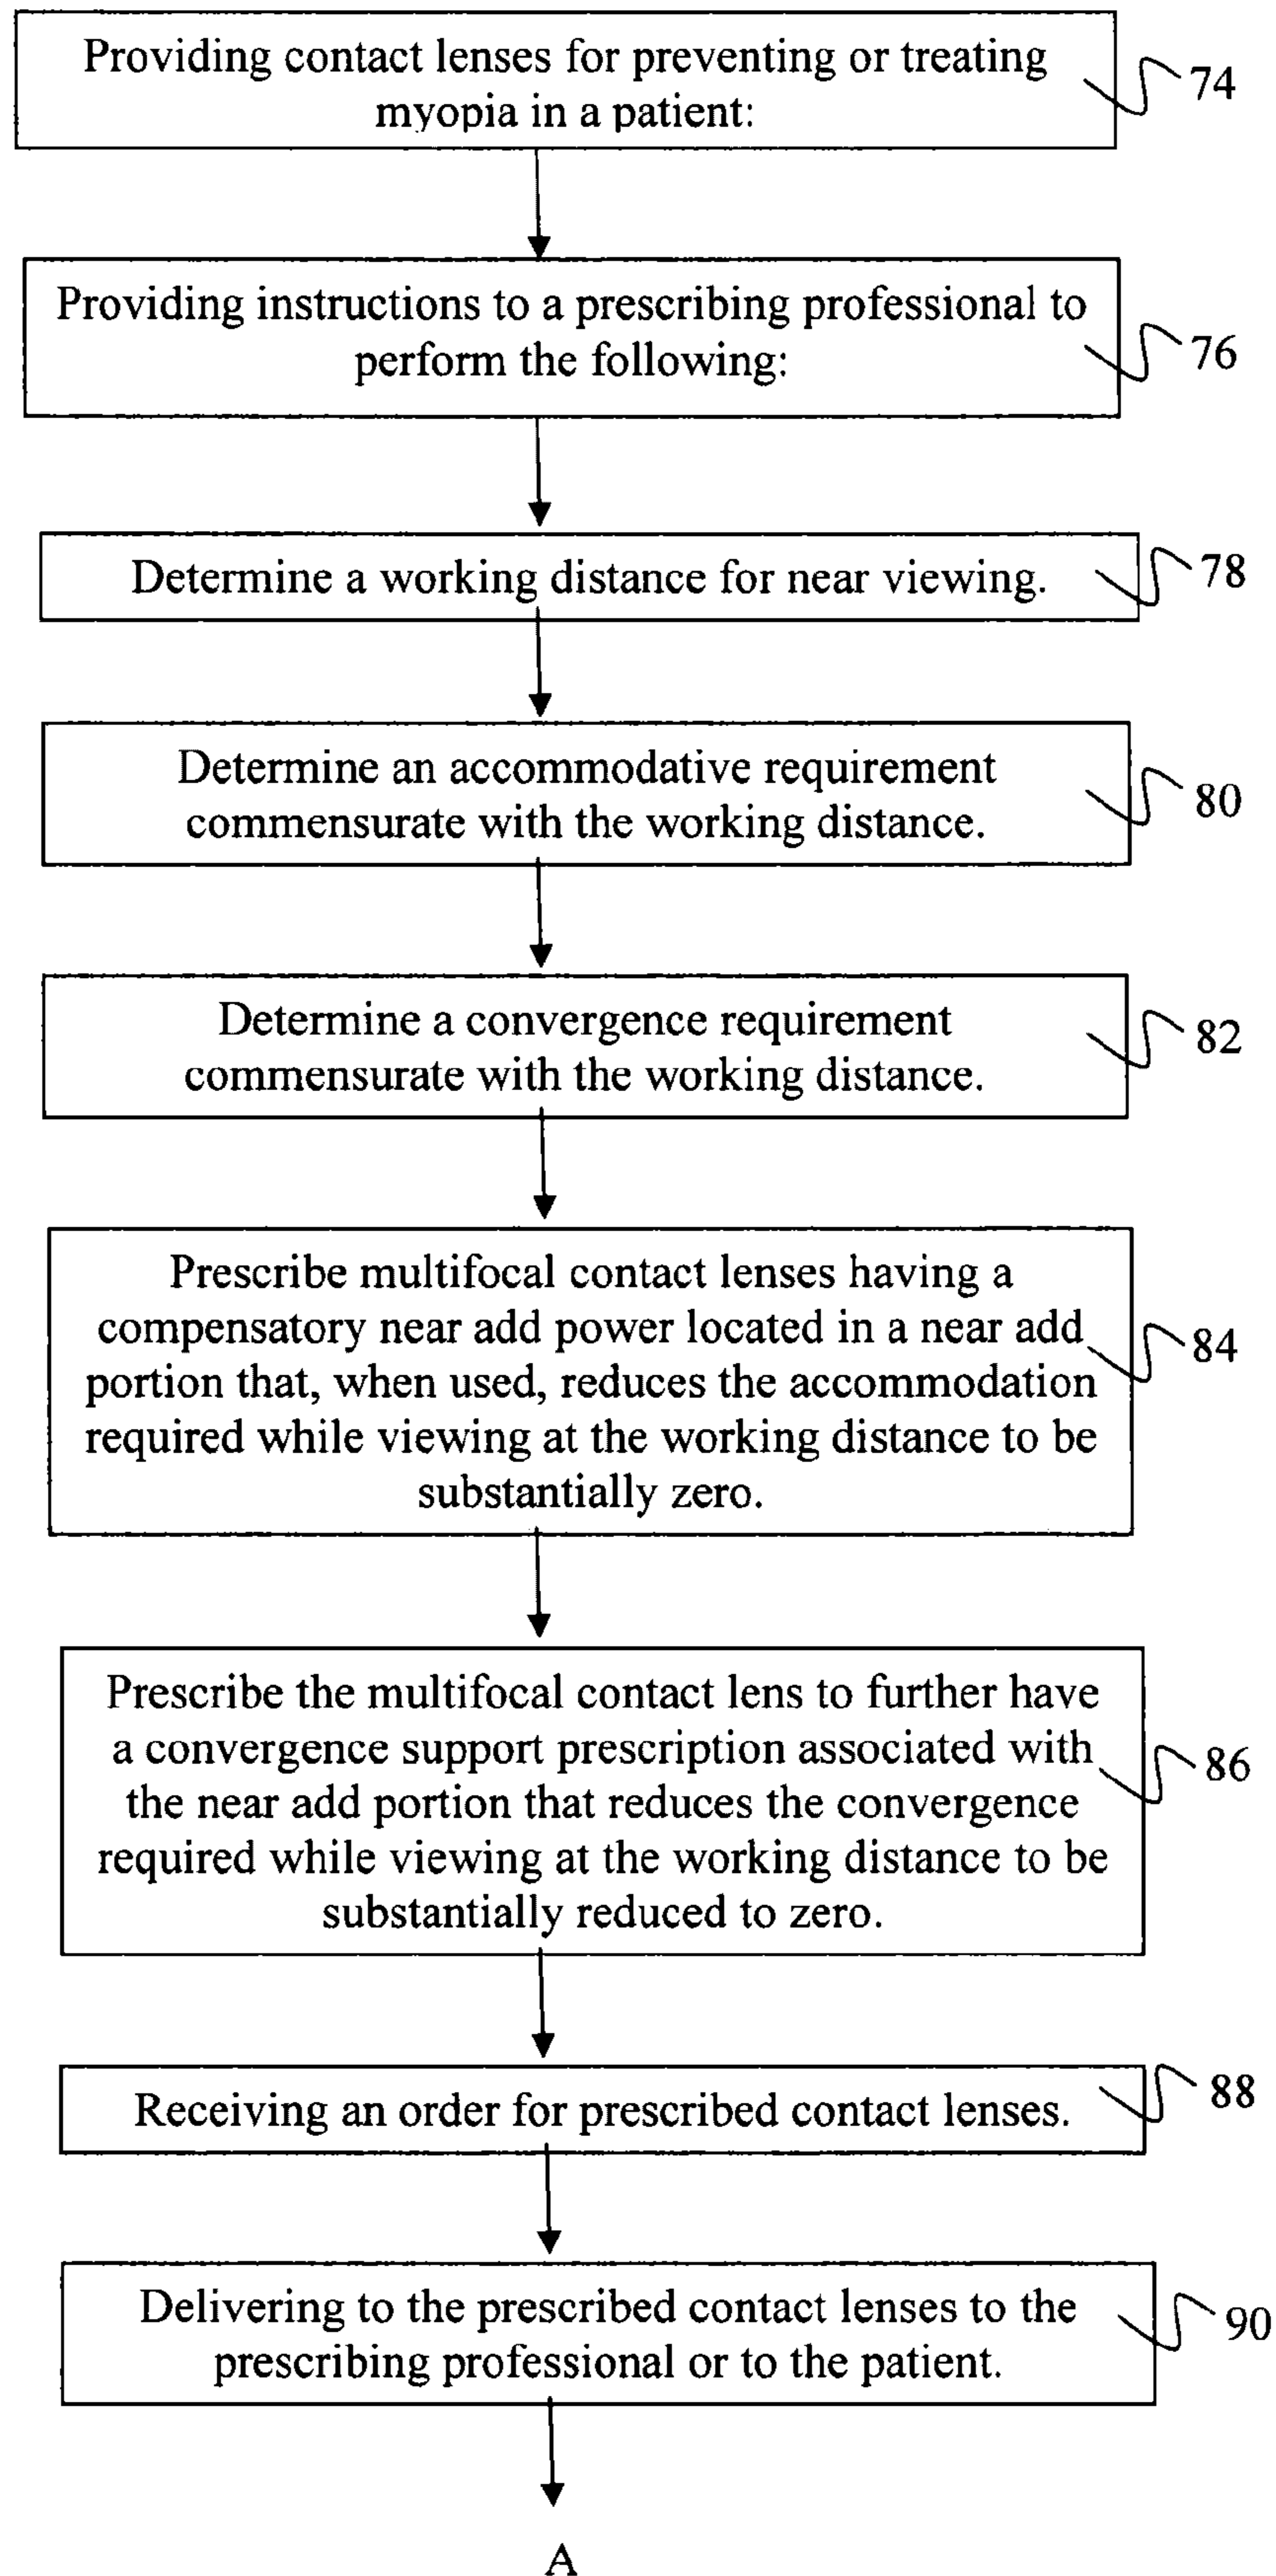 Providing contact lenses for preventing or treating
myopia in a patient:
74
Providing instructions to a prescribing professional to
perform the following:
76
Determine a working distance for near viewing.
78
Determine an accommodative requirement
commensurate with the working distance.
80
Determine a convergence requirement
commensurate with the working distance.
82
Prescribe multifocal contact lenses having a
compensatory near add power located in a near add
portion that, when used, reduces the accommodation
required while viewing at the working distance to be
substantially zero.
84
Prescribe the multifocal contact lens to further have
a convergence support prescription associated with
the near add portion that reduces the convergence
required while viewing at the working distance to be
substantially reduced to zero.
86
Receiving an order for prescribed contact lenses.
88
Delivering to the prescribed contact lenses to the
prescribing professional or to the patient.
90
A